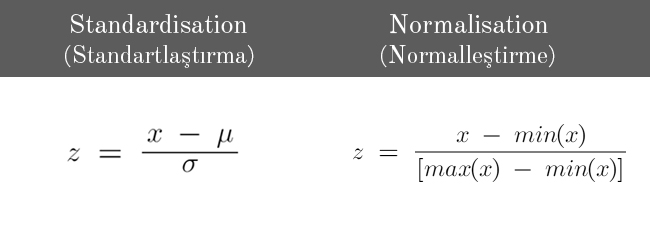 Standardisation
(Standartlaştırma)
Normalisation
(Normalleştirme)
z = x − μ / σ
z = x − min(x) / [max(x) − min(x)]